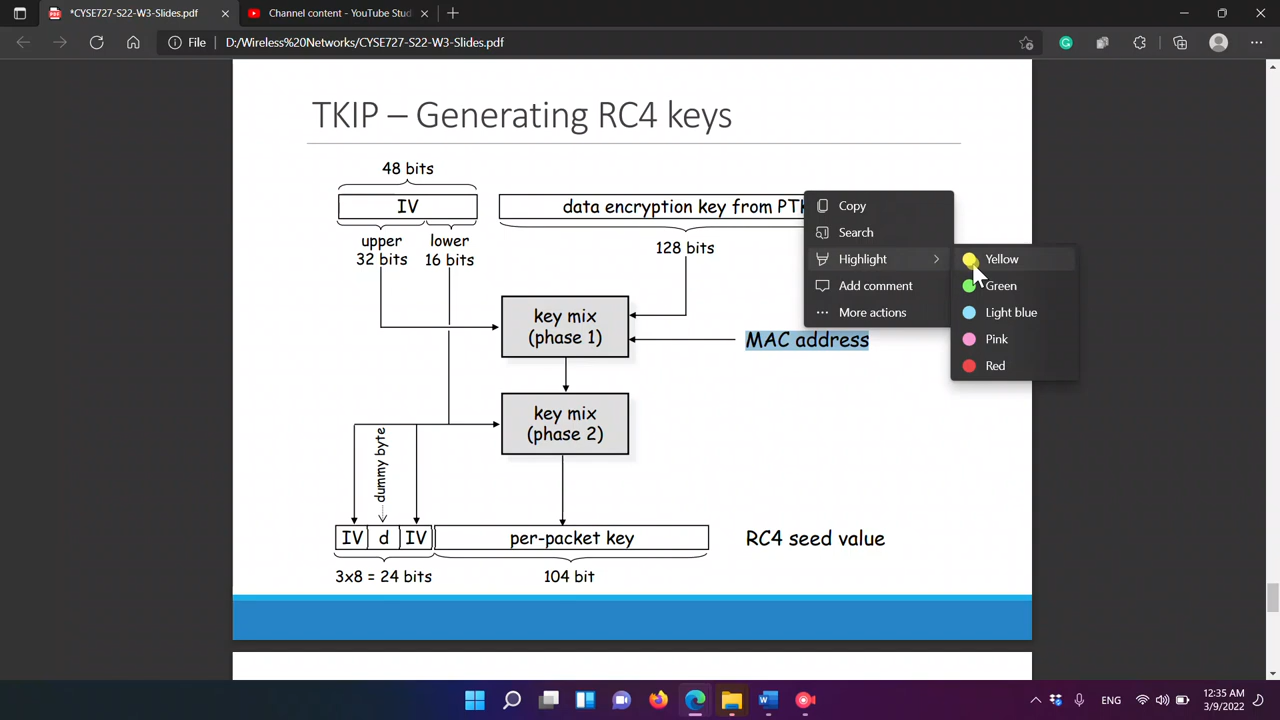 *CYSE727-S22-W3-Slides.pdf
Channel content - YouTube Stud
File
D:/Wireless%20Networks/CYSE727-S22-W3-Slides.pdf
TKIP – Generating RC4 keys
48 bits
IV
data encryption key from PTK
upper
32 bits
lower
16 bits
128 bits
Copy
Search
Highlight
Add comment
More actions
Yellow
Green
Light blue
Pink
Red
key mix
(phase 1)
MAC address
key mix
(phase 2)
dummy byte
IV
d
IV
per-packet key
RC4 seed value
3x8 = 24 bits
104 bit
ENG
12:35 AM
3/9/2022